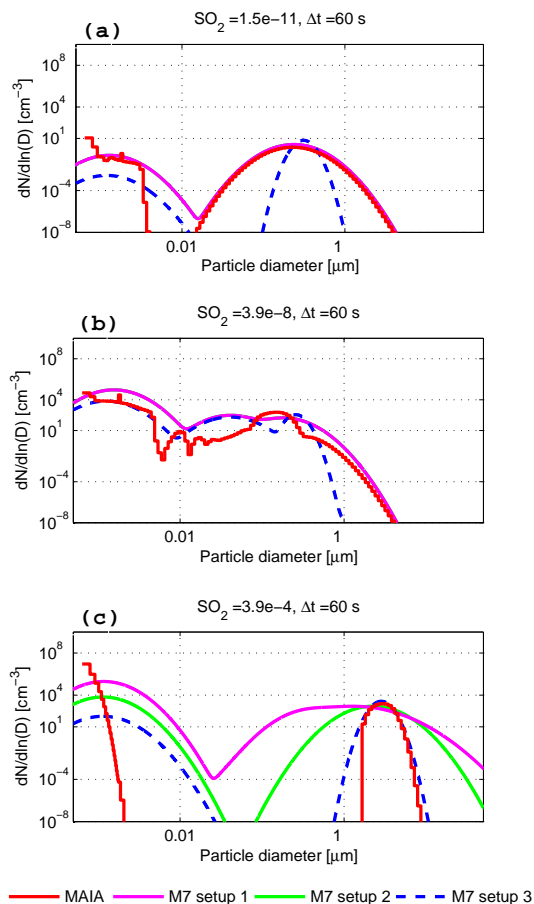 (a) SO2 =1.5e−11, Δt =60 s
dN/dln(D) [cm−3]
10^8
10^4
10^1
10^−4
10^−8
0.01 1
Particle diameter [μm]
(b) SO2 =3.9e−8, Δt =60 s
dN/dln(D) [cm−3]
10^8
10^4
10^1
10^−4
10^−8
0.01 1
Particle diameter [μm]
(c) SO2 =3.9e−4, Δt =60 s
dN/dln(D) [cm−3]
10^8
10^4
10^1
10^−4
10^−8
0.01 1
Particle diameter [μm]
MAIA M7 setup 1 M7 setup 2 M7 setup 3